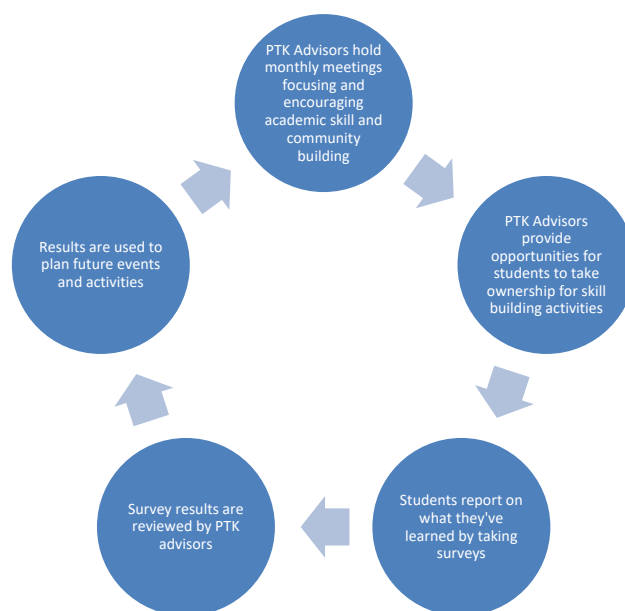 PTK Advisors hold
monthly meetings
focusing and
encouraging
academic skill and
community
building
PTK Advisors
provide
opportunities for
students to take
ownership for skill
building activities
Students report on
what they've
learned by taking
surveys
Survey results are
reviewed by PTK
advisors
Results are used to
plan future events
and activities